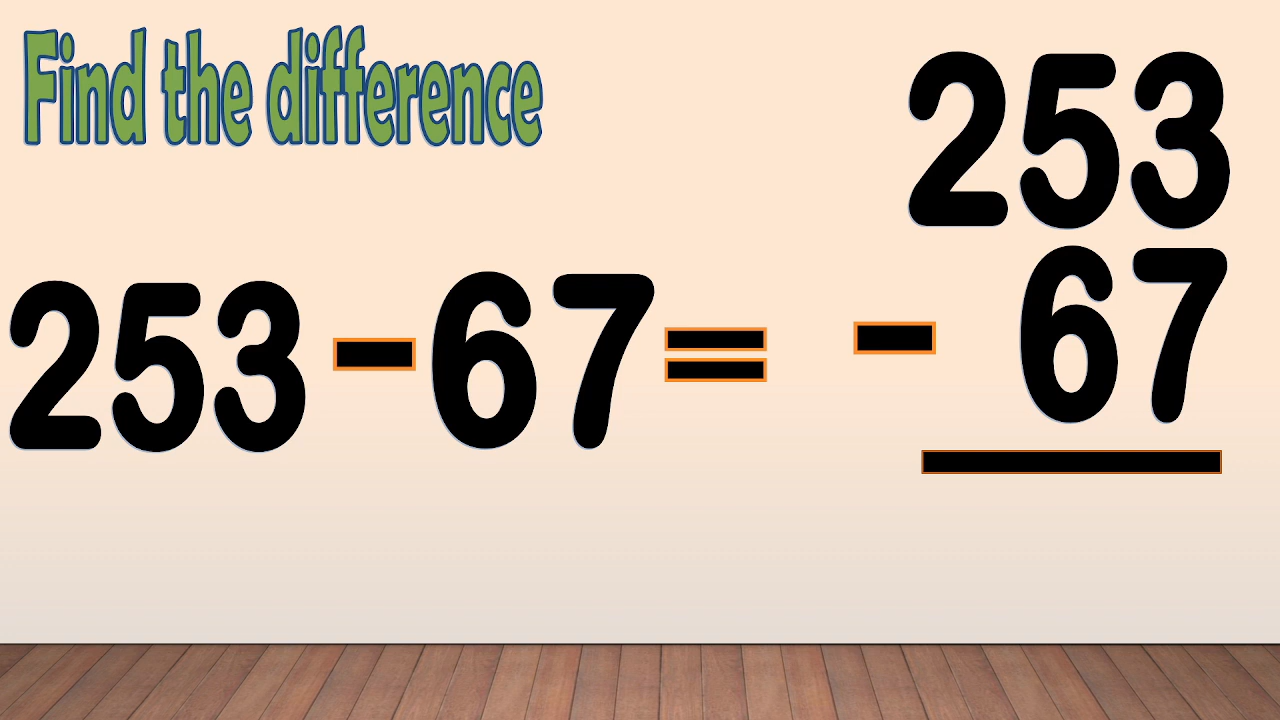 Find the difference
253-67=
253
- 67